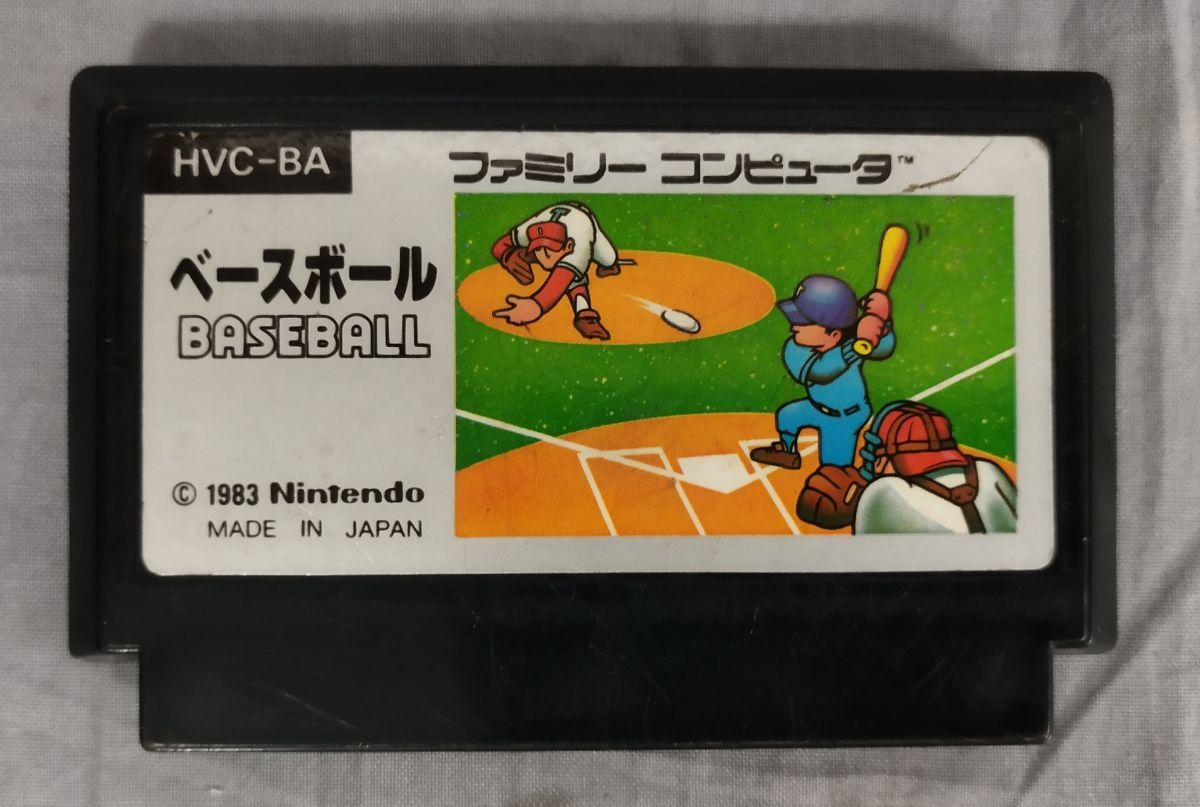 HVC-BA
ファミリー コンピュータ™
ベースボール
BASEBALL
© 1983 Nintendo
MADE IN JAPAN
T
T